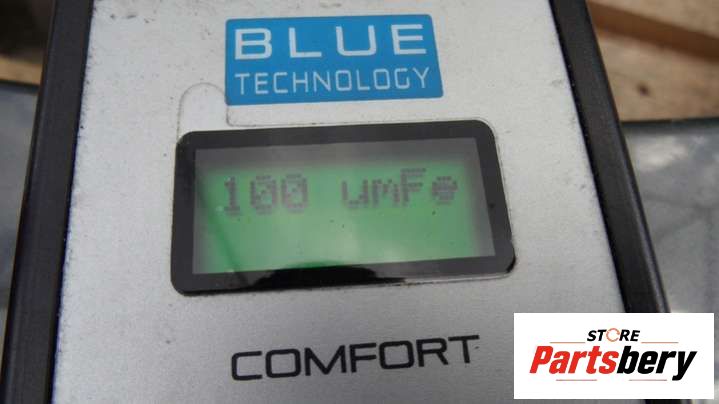 BLUE
TECHNOLOGY
100 umFe
COMFORT
STORE
Partsbery